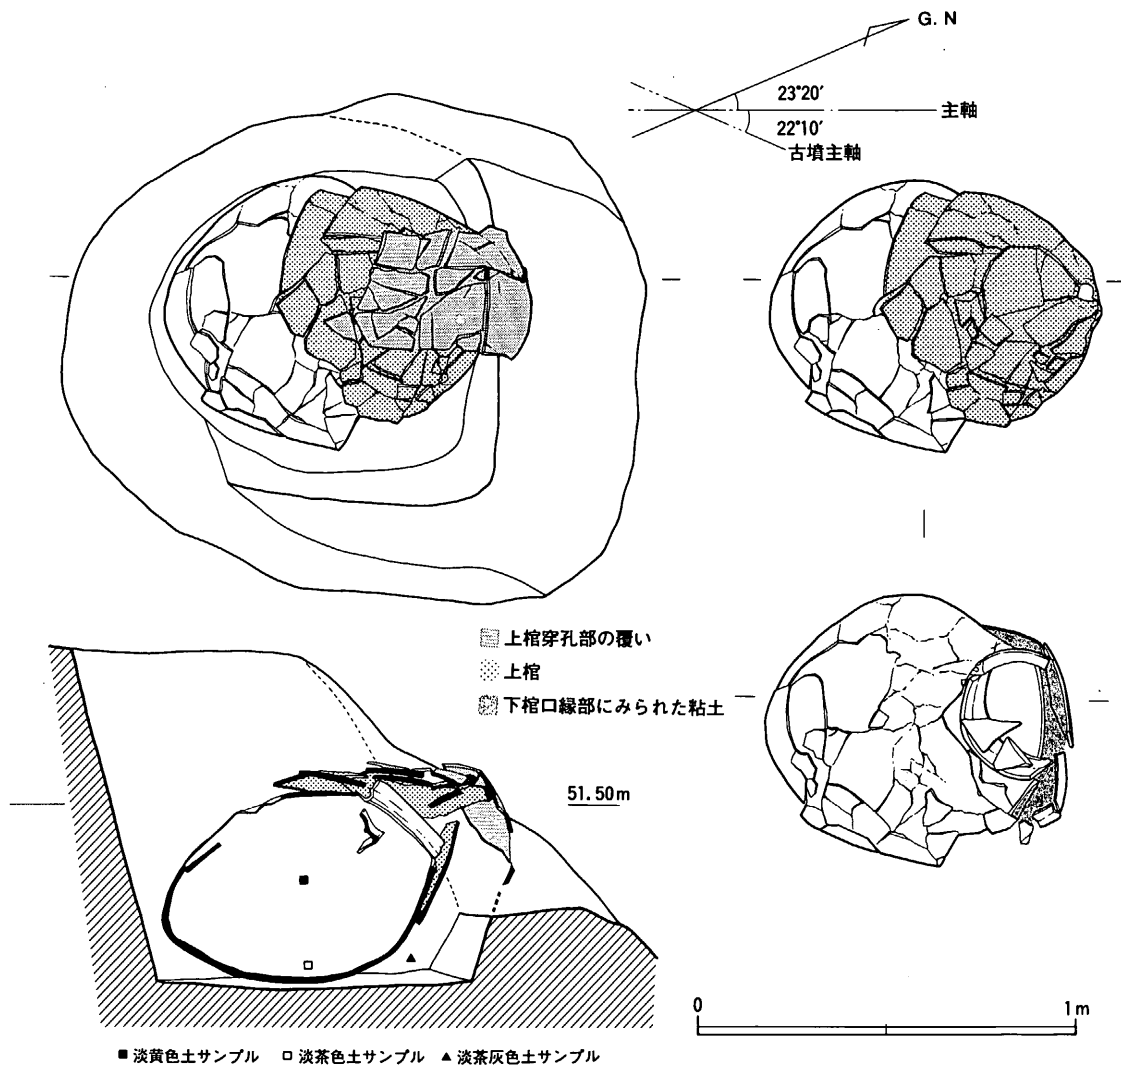 G. N
23°20′
主軸
22°10′
古墳主軸
上棺穿孔部の覆い
上棺
下棺口縁部にみられた粘土
51.50m
0 1m
■ 淡黄色土サンプル □ 淡茶色土サンプル ▲ 淡茶灰色土サンプル